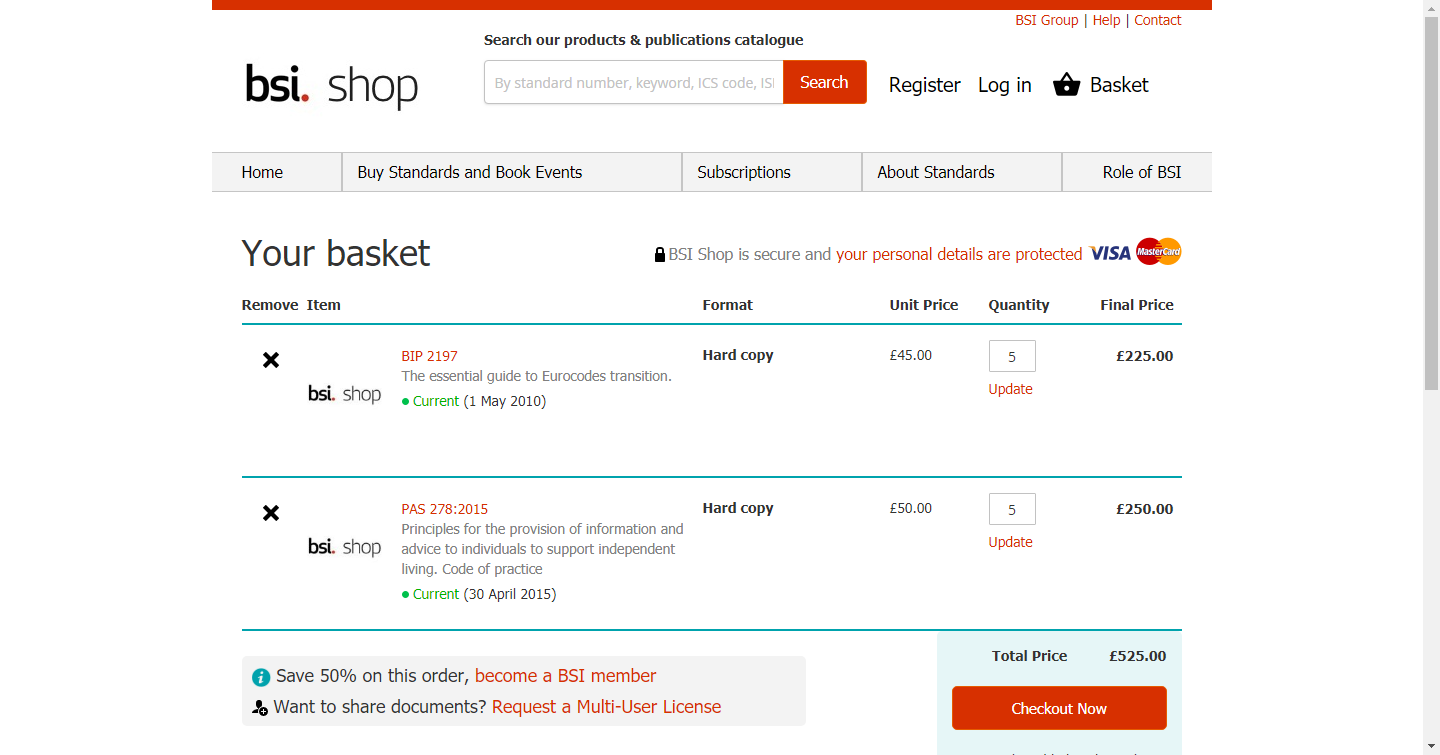 BSI Group | Help | Contact
Search our products & publications catalogue
bsi. shop
By standard number, keyword, ICS code, ISI
Search
Register
Log in
Basket
Home
Buy Standards and Book Events
Subscriptions
About Standards
Role of BSI
Your basket
BSI Shop is secure and your personal details are protected
VISA
MasterCard
Remove Item Format Unit Price Quantity Final Price
BIP 2197 Hard copy £45.00 5 £225.00
The essential guide to Eurocodes transition.
Update
bsi. shop
Current (1 May 2010)
PAS 278:2015 Hard copy £50.00 5 £250.00
Principles for the provision of information and
advice to individuals to support independent
Update
bsi. shop
living. Code of practice
Current (30 April 2015)
Total Price £525.00
Save 50% on this order, become a BSI member
Want to share documents? Request a Multi-User License
Checkout Now